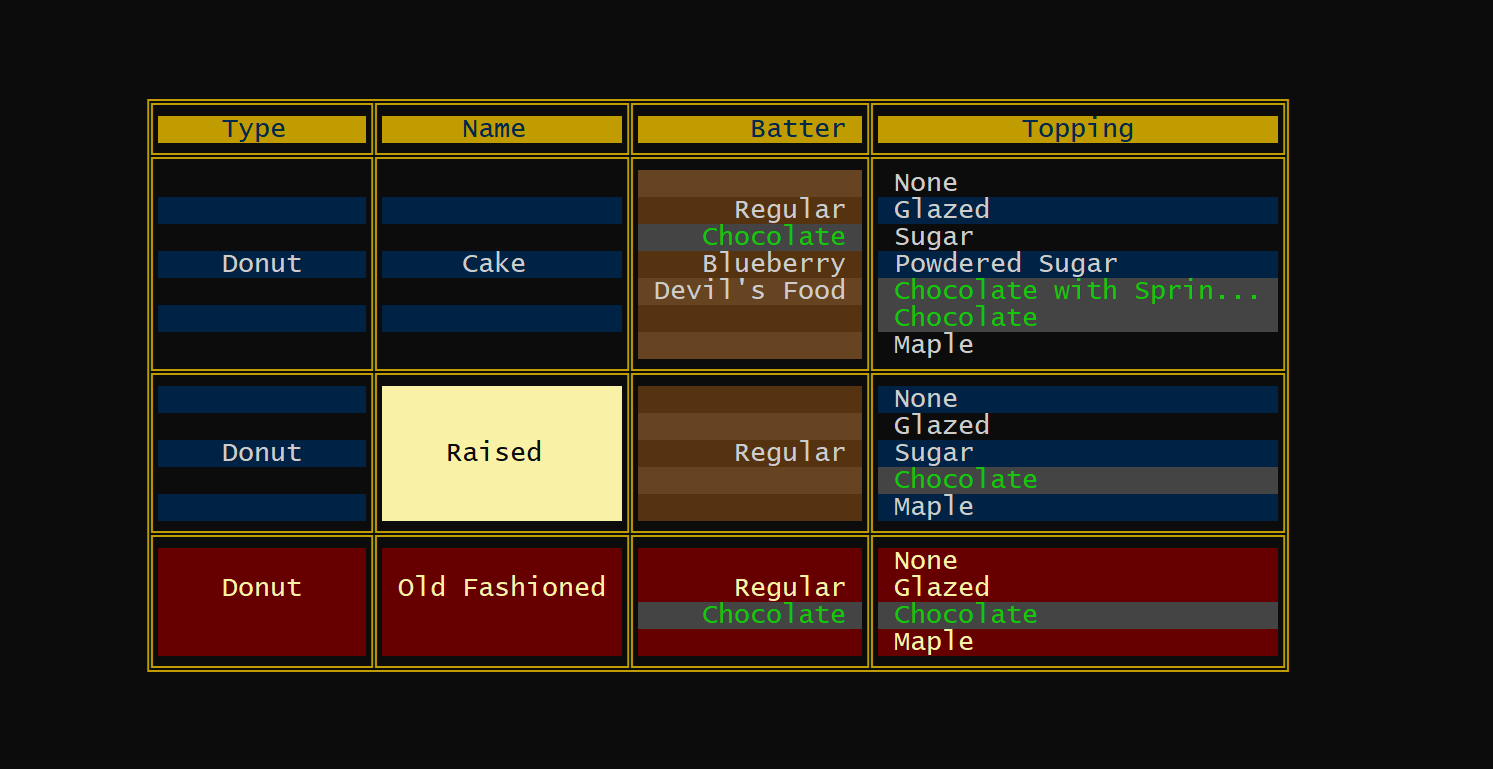 Type Name Batter Topping
None
Regular Glazed
Chocolate Sugar
Donut Cake Blueberry Powdered Sugar
Devil's Food Chocolate with Sprin...
Chocolate
Maple
None
Glazed
Donut Raised Regular Sugar
Chocolate
Maple
None
Donut Old Fashioned Regular Glazed
Chocolate Chocolate
Maple